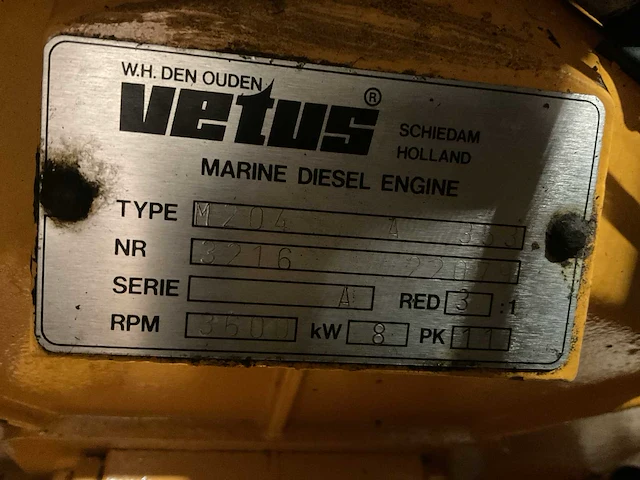 W.H. DEN OUDEN
vetus ®
SCHIEDAM
HOLLAND
MARINE DIESEL ENGINE
TYPE M204 A
NR 3216
SERIE A RED 3 :1
RPM 3600 kW 8 PK 11